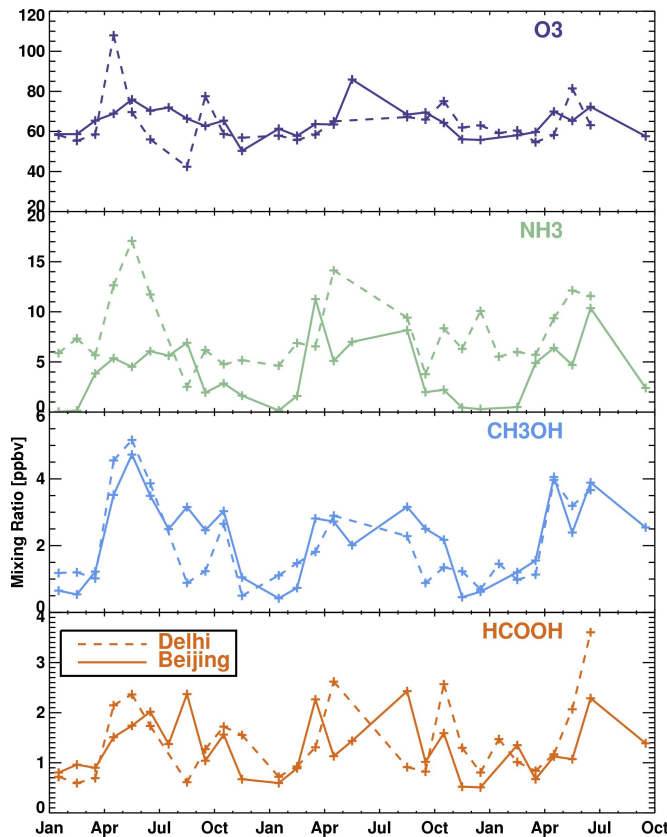 120
100
80
60
40
20
O3
20
15
10
5
0
NH3
6
4
2
0
CH3OH
Mixing Ratio [ppbv]
4
3
2
1
0
HCOOH
Delhi
Beijing
Jan Apr Jul Oct Jan Apr Jul Oct Jan Apr Jul Oct